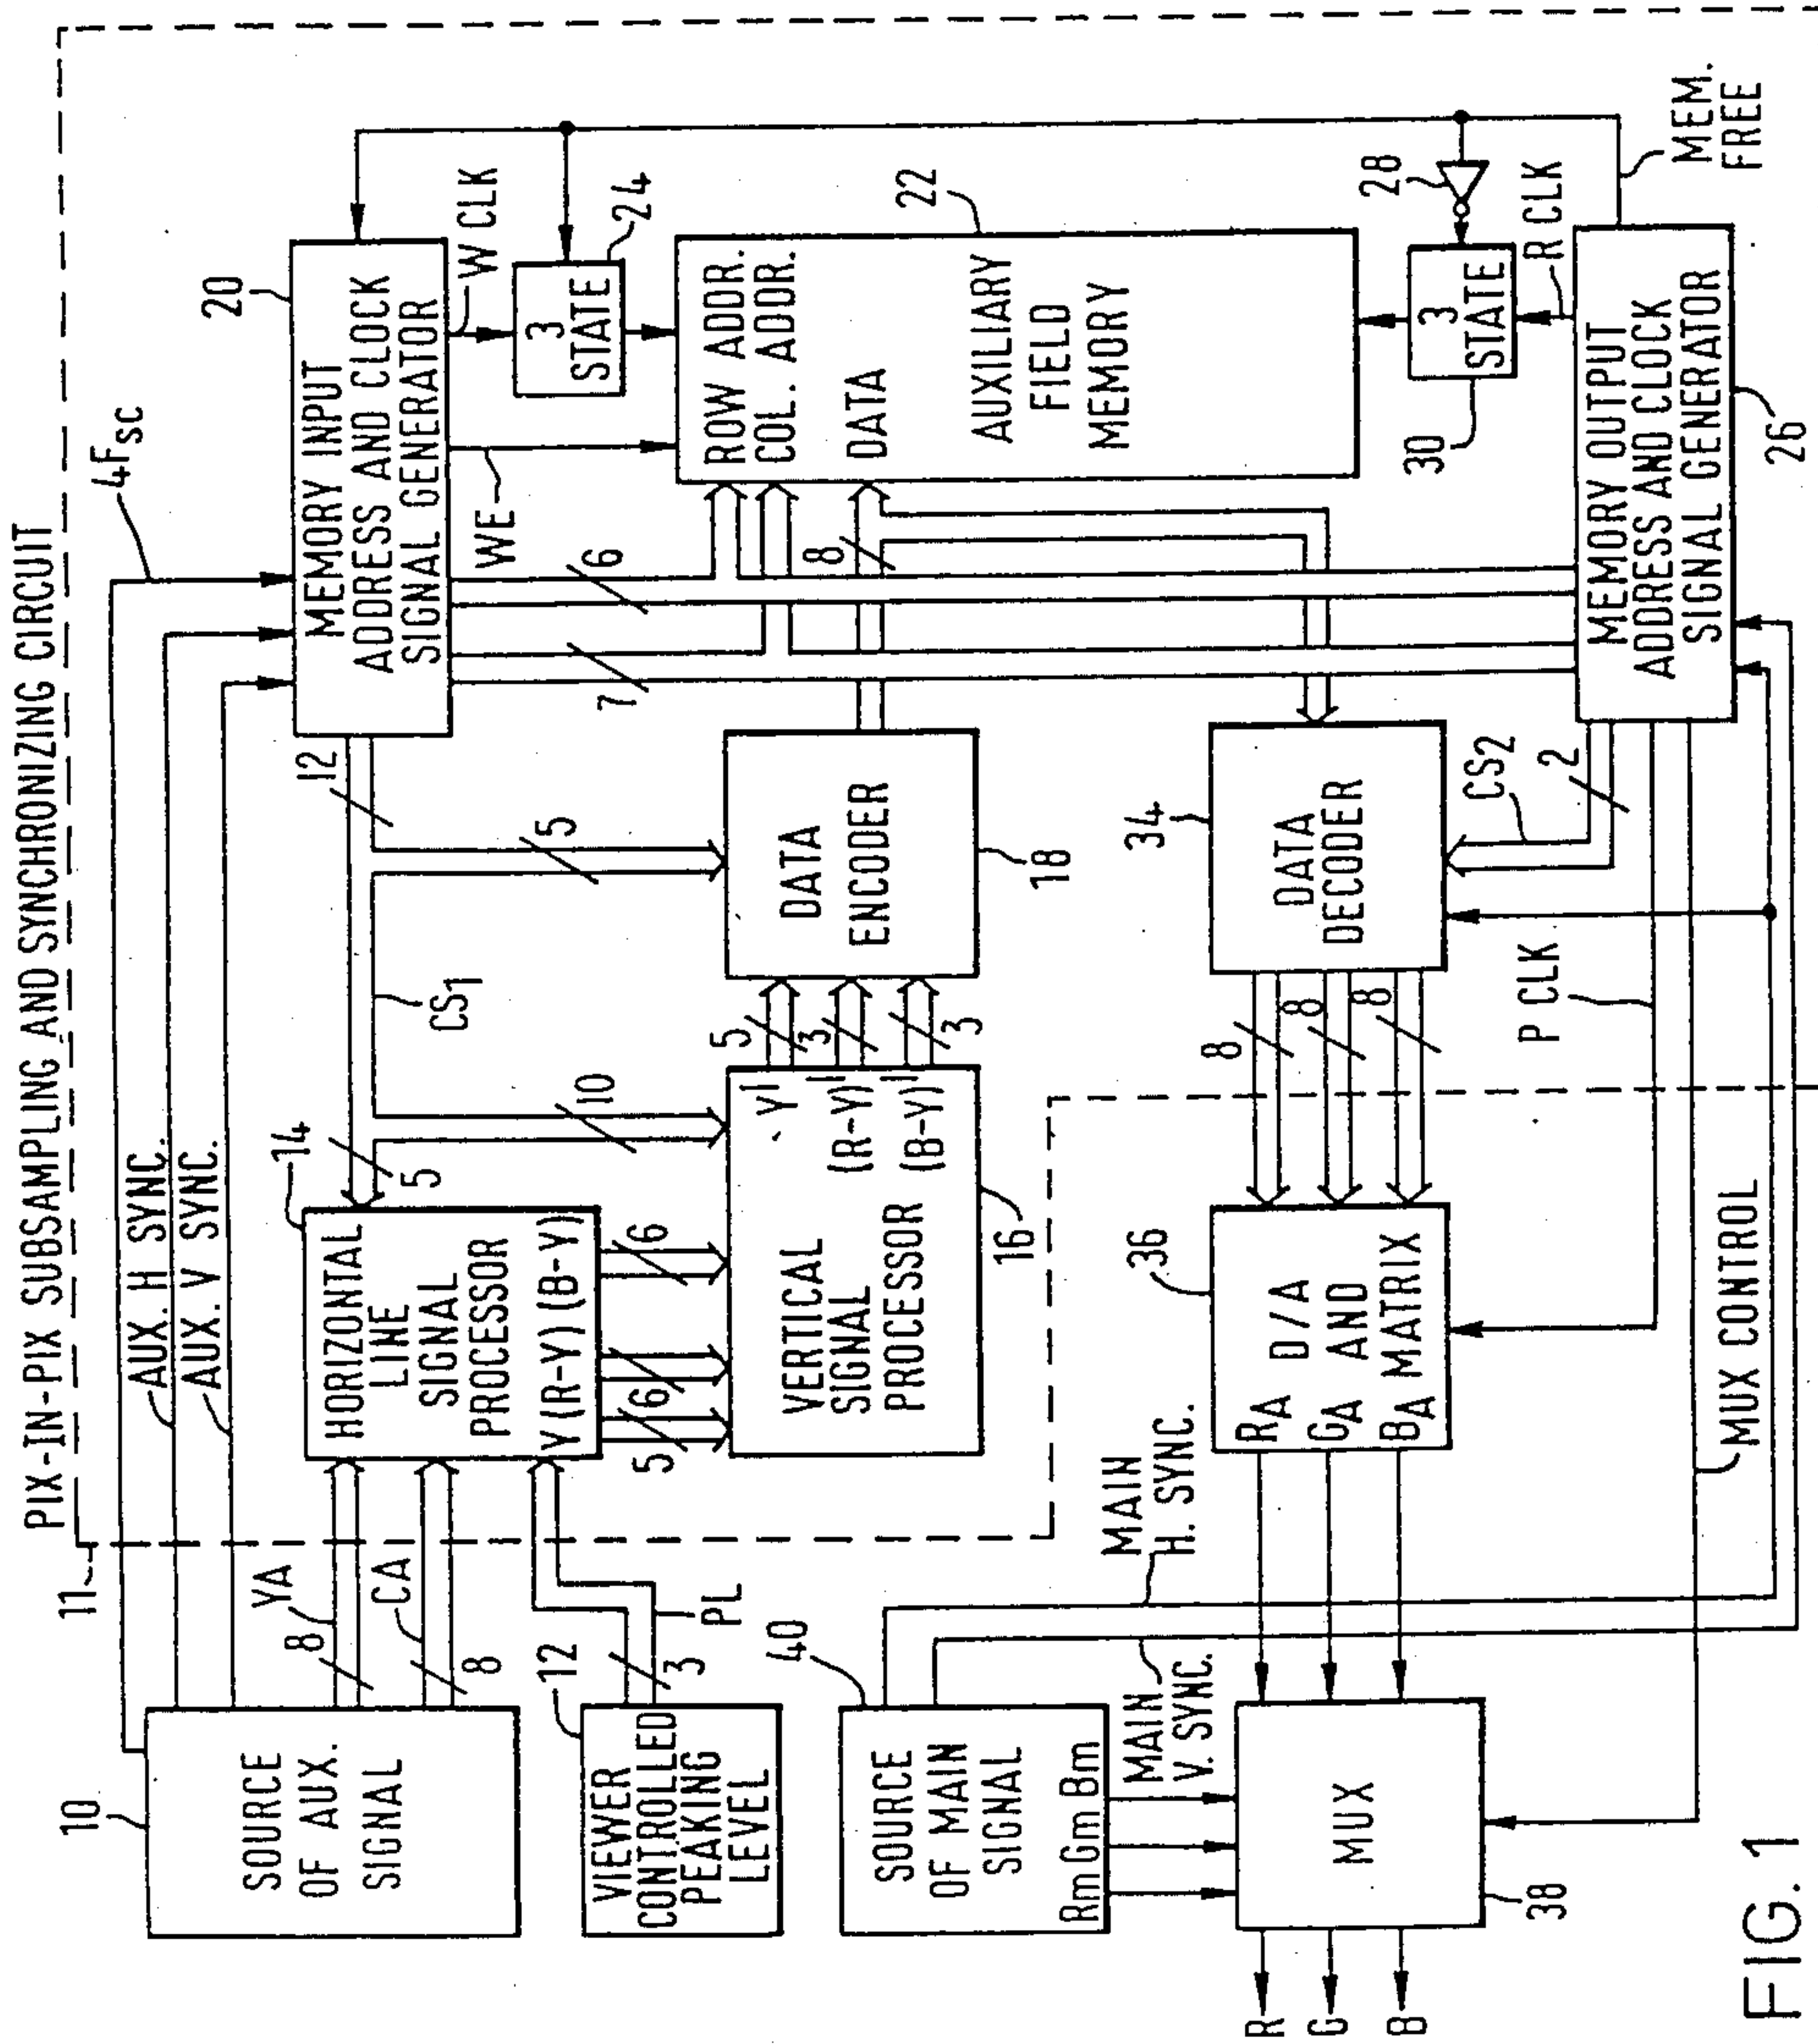 PIX-IN-PIX SUBSAMPLING AND SYNCHRONIZING CIRCUIT
11
4FSC
AUX. H SYNC.
AUX. V SYNC.
10
SOURCE
OF AUX.
SIGNAL
8
YA
CA
8
12
VIEWER
CONTROLLED
PEAKING
LEVEL
3
PL
14
HORIZONTAL
LINE
SIGNAL
PROCESSOR
Y (R-Y) (B-Y)
5
12
CS1
10
5
5
6
6
VERTICAL
SIGNAL
PROCESSOR
Y'
(R-Y)'
(B-Y)'
16
5
3
3
DATA
ENCODER
18
20
MEMORY INPUT
ADDRESS AND CLOCK
SIGNAL GENERATOR
W CLK
WE
7
6
8
3
STATE
24
22
ROW ADDR.
COL. ADDR.
DATA
AUXILIARY
FIELD
MEMORY
28
3
STATE
30
R CLK
MEM.
FREE
MEMORY OUTPUT
ADDRESS AND CLOCK
SIGNAL GENERATOR
26
34
DATA
DECODER
CS2
2
8
8
8
P CLK
36
D/A
AND
MATRIX
RA
GA
BA
MAIN
H. SYNC.
MAIN
V. SYNC.
MUX CONTROL
40
SOURCE
OF MAIN
SIGNAL
Rm Gm Bm
MUX
38
R
G
B
FIG. 1